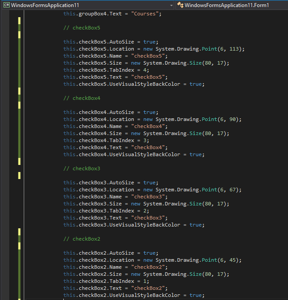 WindowsFormsApplication11
WindowsFormsApplication11.Form1
this.groupBox4.Text = "Courses";
// checkBox5
this.checkBox5.AutoSize = true;
this.checkBox5.Location = new System.Drawing.Point(6, 113);
this.checkBox5.Name = "checkBox5";
this.checkBox5.Size = new System.Drawing.Size(80, 17);
this.checkBox5.TabIndex = 4;
this.checkBox5.Text = "checkBox5";
this.checkBox5.UseVisualStyleBackColor = true;
// checkBox4
this.checkBox4.AutoSize = true;
this.checkBox4.Location = new System.Drawing.Point(6, 90);
this.checkBox4.Name = "checkBox4";
this.checkBox4.Size = new System.Drawing.Size(80, 17);
this.checkBox4.TabIndex = 3;
this.checkBox4.Text = "checkBox4";
this.checkBox4.UseVisualStyleBackColor = true;
// checkBox3
this.checkBox3.AutoSize = true;
this.checkBox3.Location = new System.Drawing.Point(6, 67);
this.checkBox3.Name = "checkBox3";
this.checkBox3.Size = new System.Drawing.Size(80, 17);
this.checkBox3.TabIndex = 2;
this.checkBox3.Text = "checkBox3";
this.checkBox3.UseVisualStyleBackColor = true;
// checkBox2
this.checkBox2.AutoSize = true;
this.checkBox2.Location = new System.Drawing.Point(6, 45);
this.checkBox2.Name = "checkBox2";
this.checkBox2.Size = new System.Drawing.Size(80, 17);
this.checkBox2.TabIndex = 1;
this.checkBox2.Text = "checkBox2";
this.checkBox2.UseVisualStyleBackColor = true;